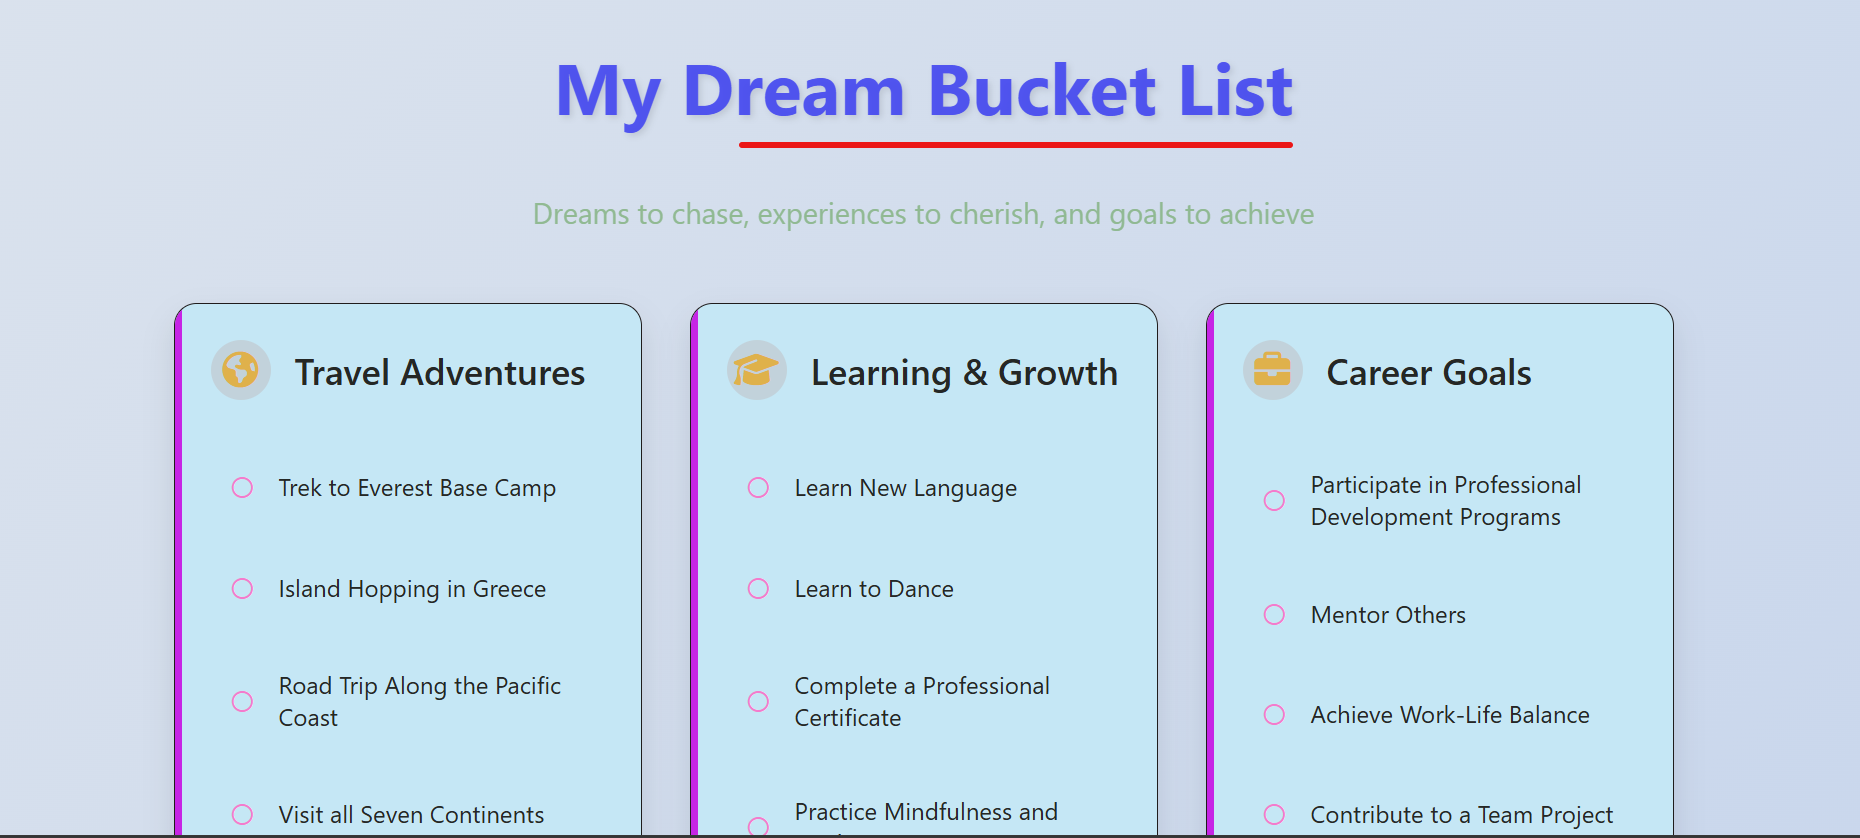 My Dream Bucket List
Dreams to chase, experiences to cherish, and goals to achieve
Travel Adventures
Trek to Everest Base Camp
Island Hopping in Greece
Road Trip Along the Pacific
Coast
Visit all Seven Continents
Learning & Growth
Learn New Language
Learn to Dance
Complete a Professional
Certificate
Practice Mindfulness and
Career Goals
Participate in Professional
Development Programs
Mentor Others
Achieve Work-Life Balance
Contribute to a Team Project